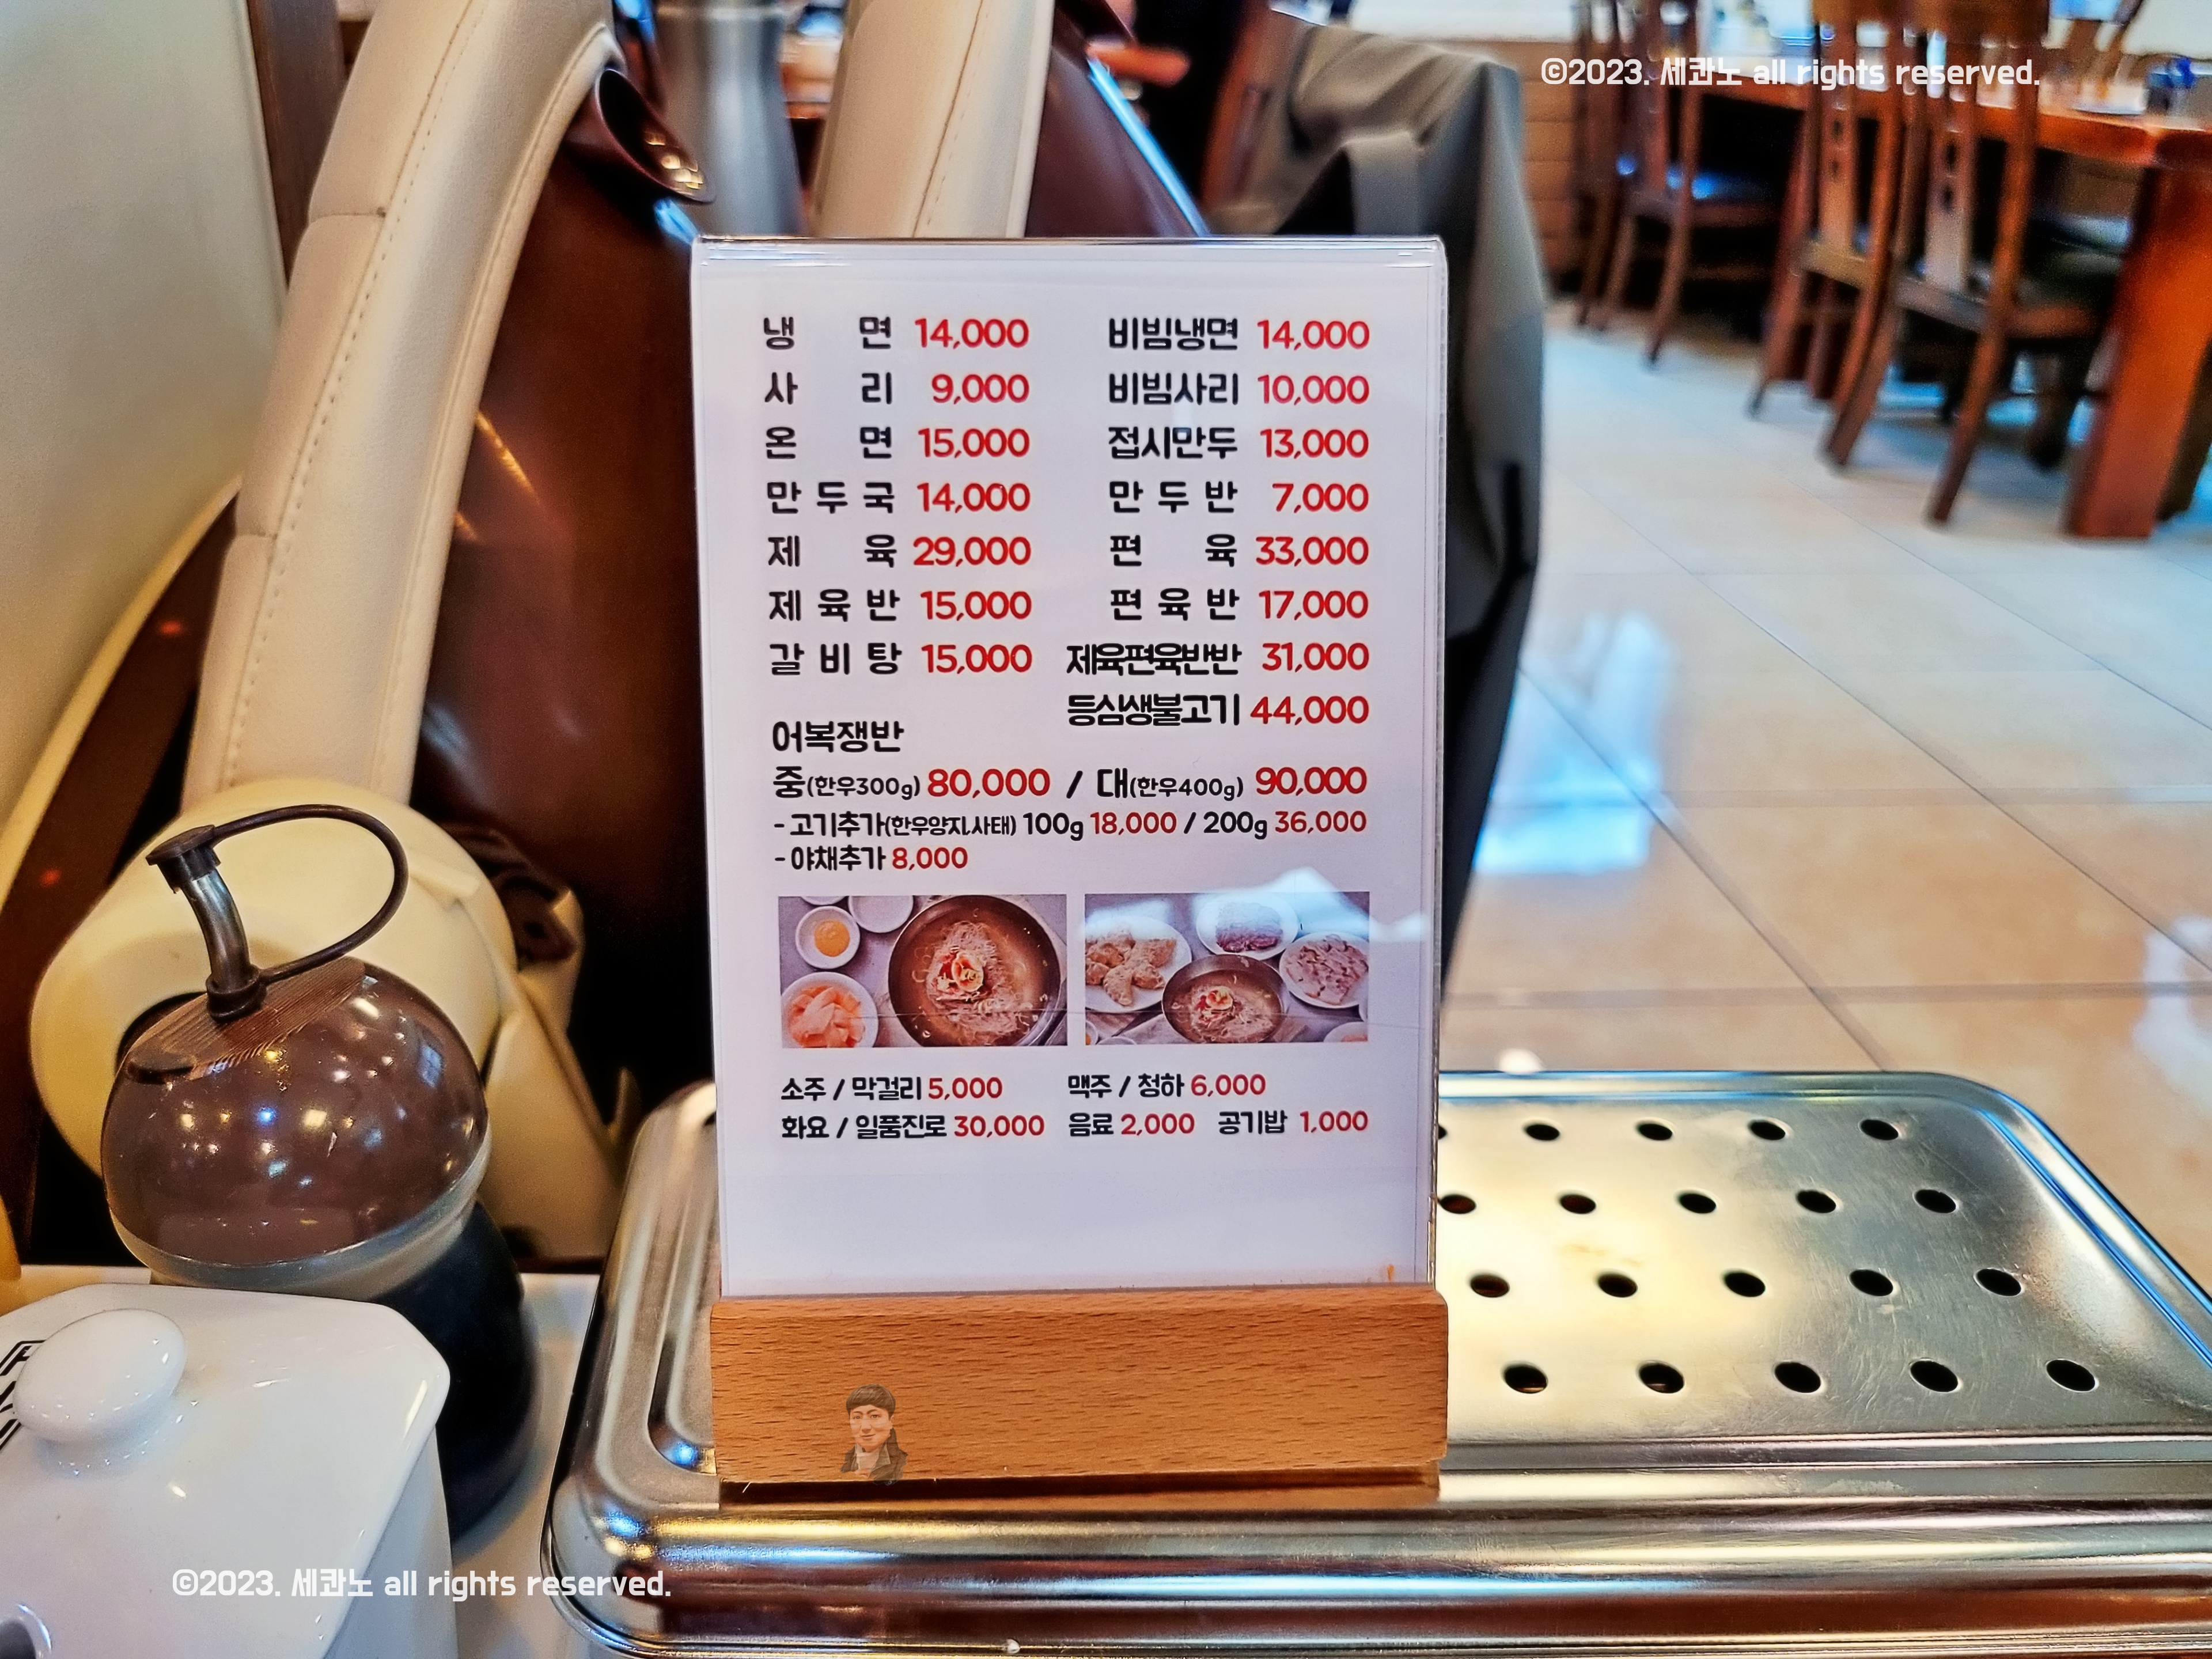 ©2023. 세콴노 all rights reserved.
냉 면 14,000 비빔냉면 14,000
사 리 9,000 비빔사리 10,000
온 면 15,000 접시만두 13,000
만 두 국 14,000 만 두 반 7,000
제 육 29,000 편 육 33,000
제 육 반 15,000 편 육 반 17,000
갈 비 탕 15,000 제육편육반반 31,000
등심생불고기 44,000
어복쟁반
중(한우300g) 80,000 / 대(한우400g) 90,000
- 고기추가(한우양지,사태) 100g 18,000 / 200g 36,000
- 야채추가 8,000
소주 / 막걸리 5,000 맥주 / 청하 6,000
화요 / 일품진로 30,000 음료 2,000 공기밥 1,000
©2023. 세콴노 all rights reserved.